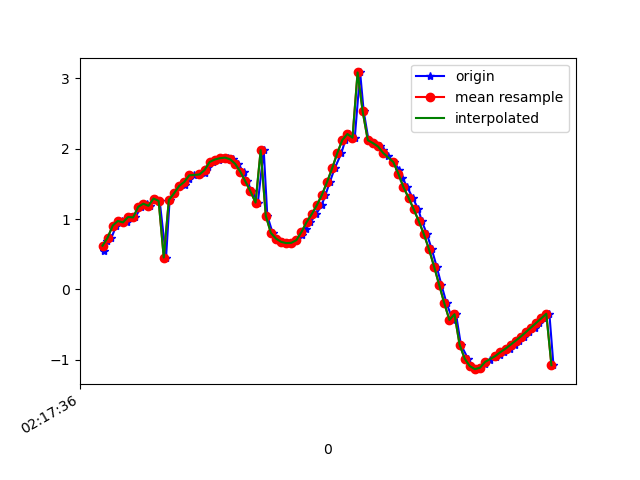 origin
mean resample
interpolated
3
2
1
0
−1
02:17:36
0